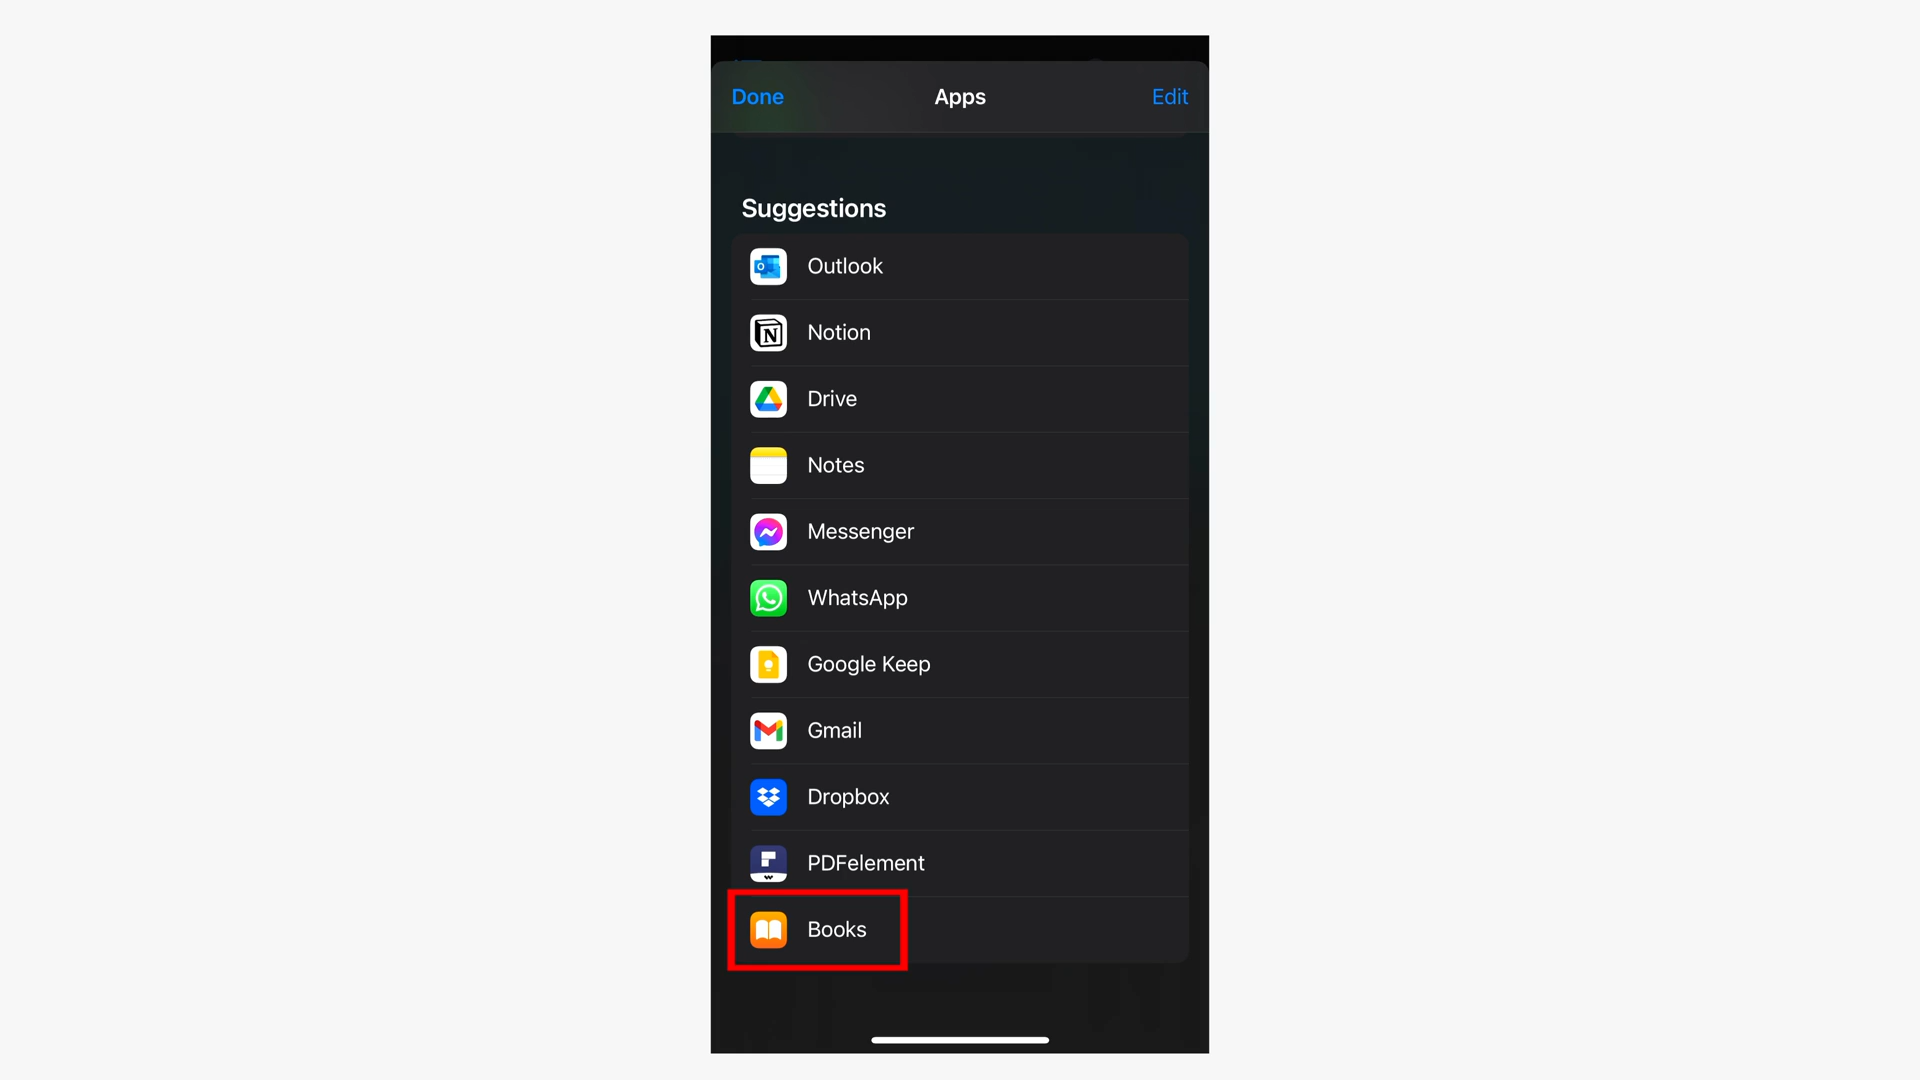 Done Apps Edit
Suggestions
Outlook
Notion
Drive
Notes
Messenger
WhatsApp
Google Keep
Gmail
Dropbox
PDFelement
Books